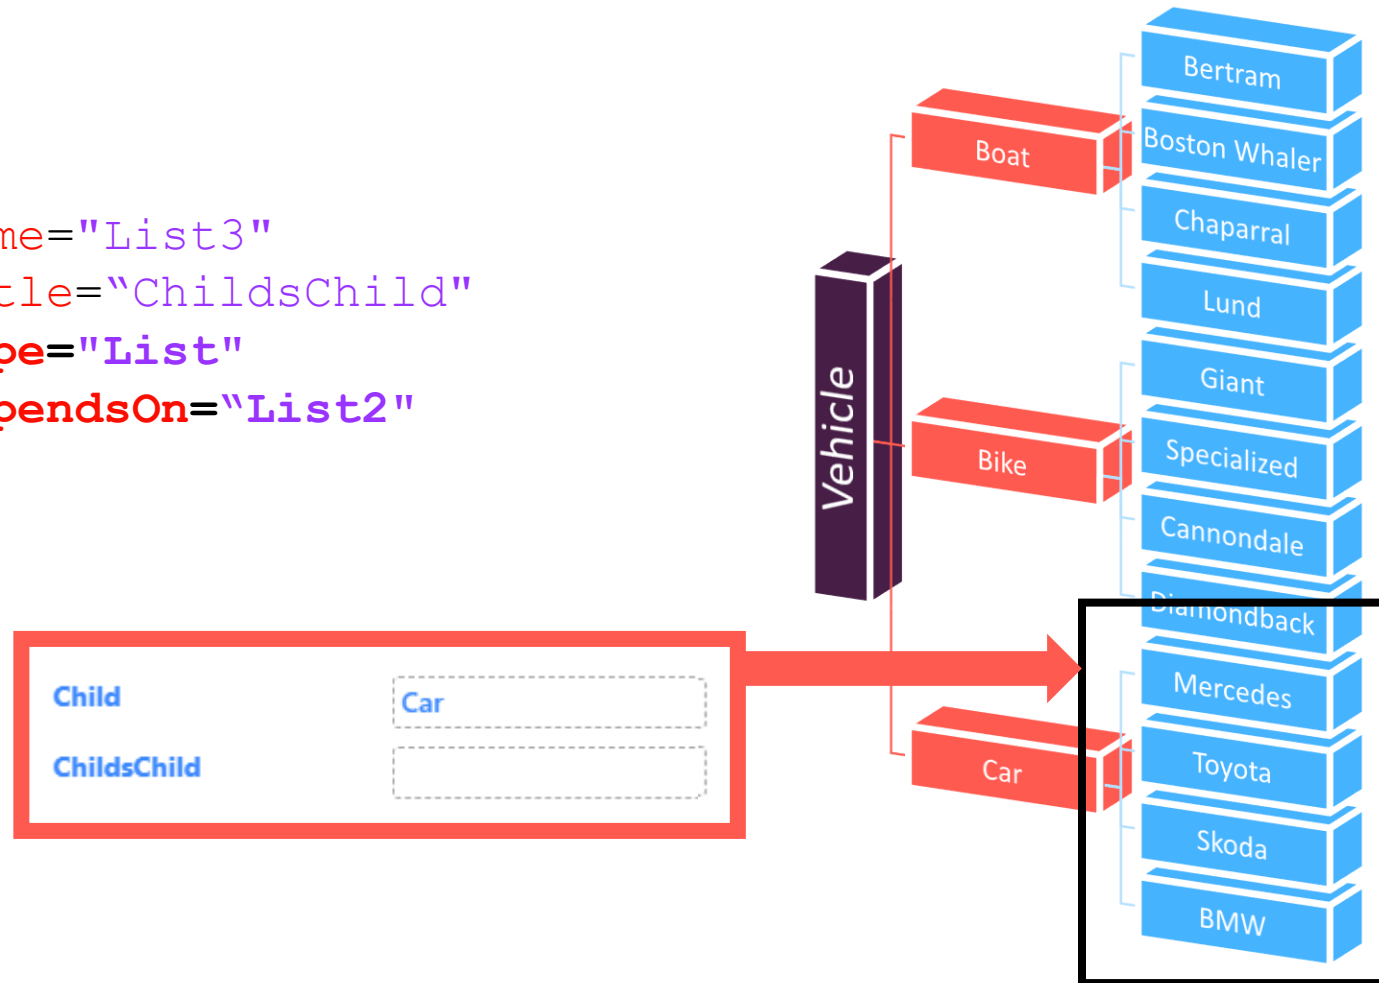 me="List3"
tle=“ChildsChild"
pe="List"
pendsOn=“List2"
Child
Car
ChildsChild
Vehicle
Boat
Bike
Car
Bertram
Boston Whaler
Chaparral
Lund
Giant
Specialized
Cannondale
Diamondback
Mercedes
Toyota
Skoda
BMW